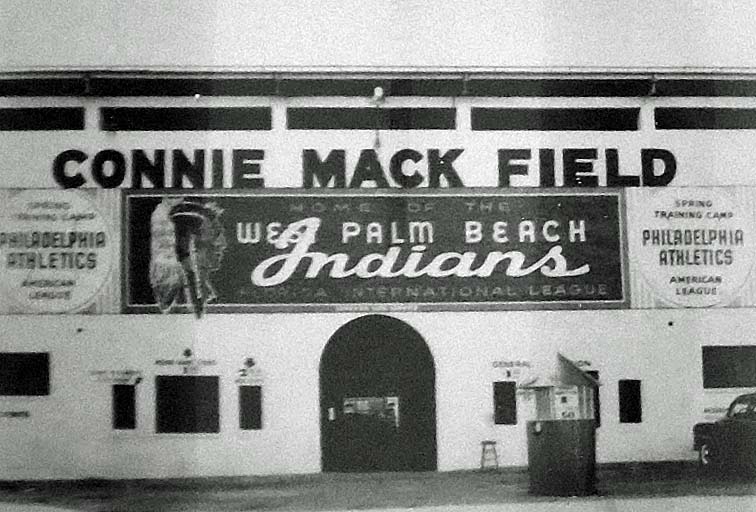 CONNIE MACK FIELD
SPRING
TRAINING CAMP
PHILADELPHIA
ATHLETICS
AMERICAN
LEAGUE
HOME OF THE
WEST PALM BEACH
Indians
FLORIDA INTERNATIONAL LEAGUE
SPRING
TRAINING CAMP
PHILADELPHIA
ATHLETICS
AMERICAN
LEAGUE
GENERAL